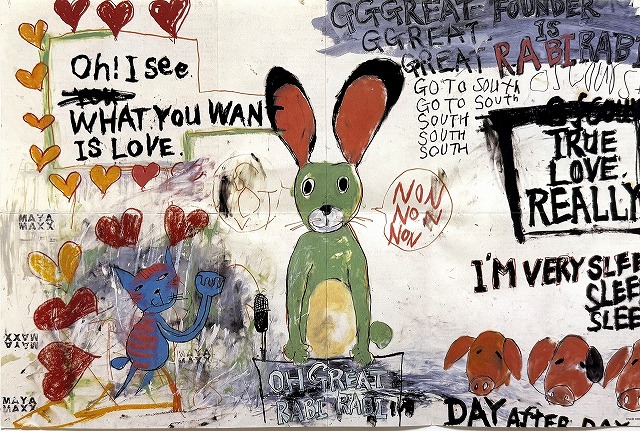 Oh! I see.
WHAT YOU WAN
IS LOVE.
GGGREAT FOUNDER
GGREAT IS
GREAT RABI RABI
GO TO SOUTH
GO TO SOUTH
SOUTH
SOUTH
SOUTH
TRUE
LOVE.
REALLY
NON
NON
NON
I'M VERY SLEE
SLEE
SLEE
MAYA
MAXX
MAYA
MAXX
MAYA
MAXX
MAYA
MAXX
OH GREAT
RABI RABI
DAY AFTER DAY